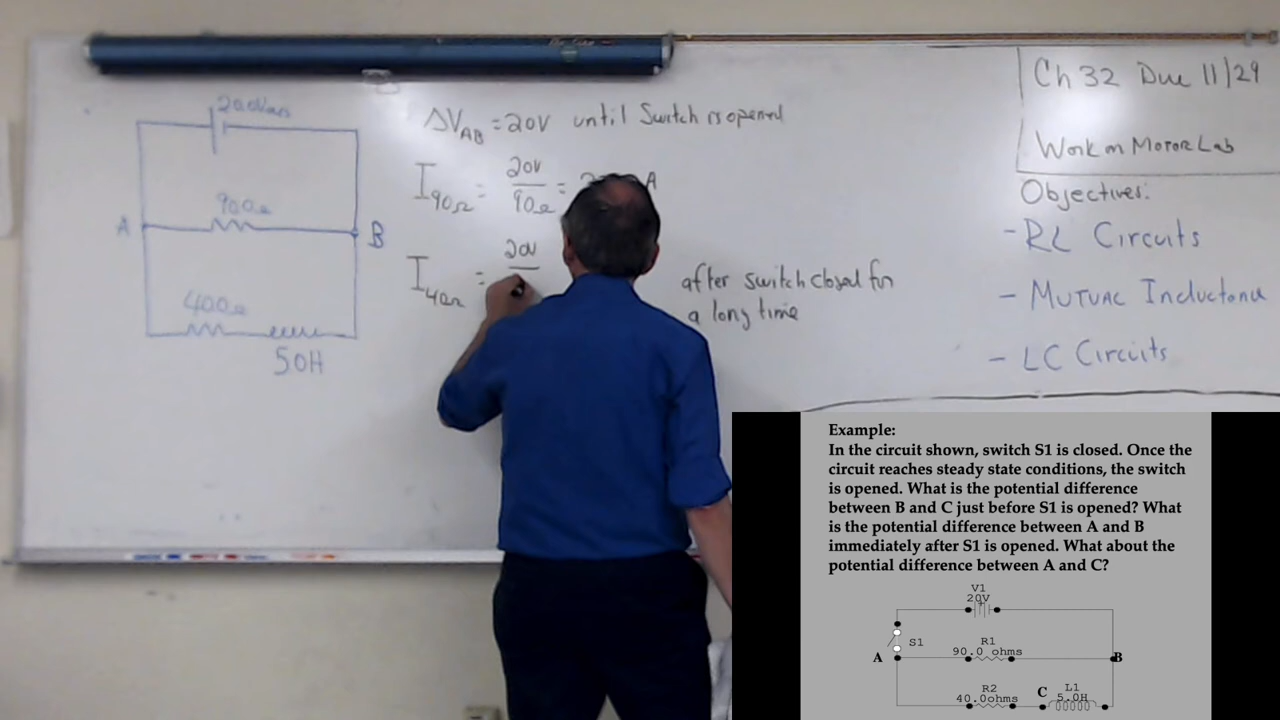 ΔV_AB = 20V until Switch is opened
I_90Ω = 20V / 90Ω =
I_40Ω = 20V
after switch closed for
a long time
A
B
Ch 32 Due 11/29
Work on Motor Lab
Objectives:
- RL Circuits
- Mutual Inductance
- LC Circuits
Example:
In the circuit shown, switch S1 is closed. Once the
circuit reaches steady state conditions, the switch
is opened. What is the potential difference
between B and C just before S1 is opened? What
is the potential difference between A and B
immediately after S1 is opened. What about the
potential difference between A and C?
V1
20V
S1
R1
90.0 ohms
A
B
R2
40.0ohms
C
L1
5.0H